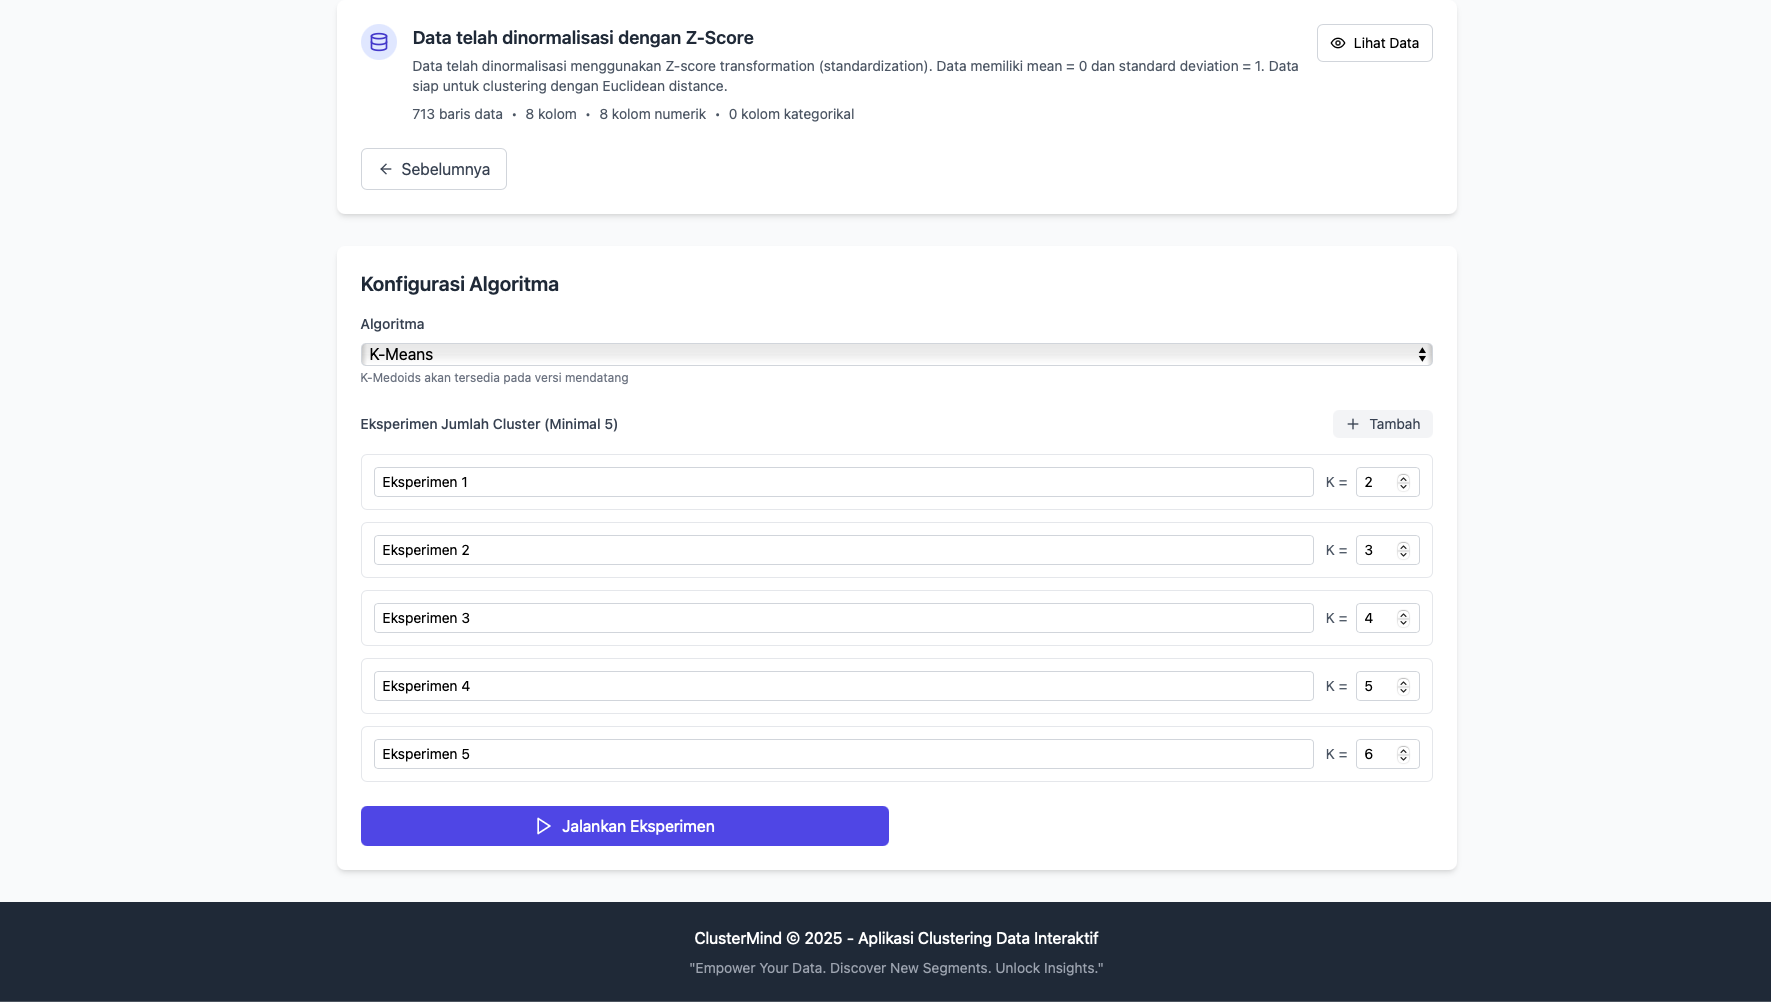 Data telah dinormalisasi dengan Z-Score
Lihat Data
Data telah dinormalisasi menggunakan Z-score transformation (standardization). Data memiliki mean = 0 dan standard deviation = 1. Data
siap untuk clustering dengan Euclidean distance.
713 baris data • 8 kolom • 8 kolom numerik • 0 kolom kategorikal
Sebelumnya
Konfigurasi Algoritma
Algoritma
K-Means
K-Medoids akan tersedia pada versi mendatang
Eksperimen Jumlah Cluster (Minimal 5)
Tambah
Eksperimen 1 K = 2
Eksperimen 2 K = 3
Eksperimen 3 K = 4
Eksperimen 4 K = 5
Eksperimen 5 K = 6
Jalankan Eksperimen
ClusterMind © 2025 - Aplikasi Clustering Data Interaktif
"Empower Your Data. Discover New Segments. Unlock Insights."